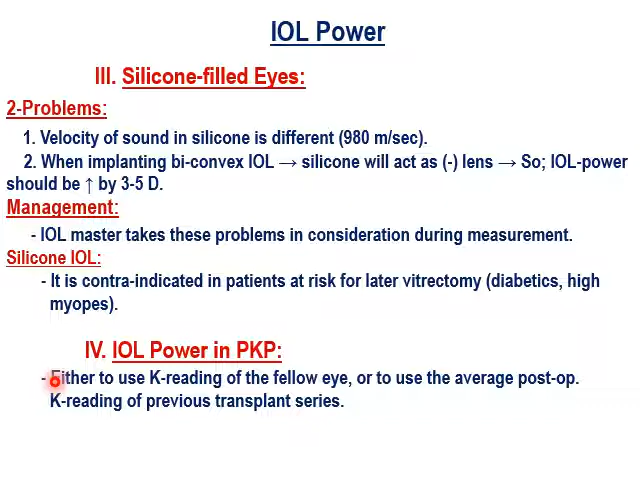 IOL Power
III. Silicone-filled Eyes:
2-Problems:
1. Velocity of sound in silicone is different (980 m/sec).
2. When implanting bi-convex IOL → silicone will act as (-) lens → So; IOL-power
should be ↑ by 3-5 D.
Management:
- IOL master takes these problems in consideration during measurement.
Silicone IOL:
- It is contra-indicated in patients at risk for later vitrectomy (diabetics, high
myopes).
IV. IOL Power in PKP:
- Either to use K-reading of the fellow eye, or to use the average post-op.
K-reading of previous transplant series.